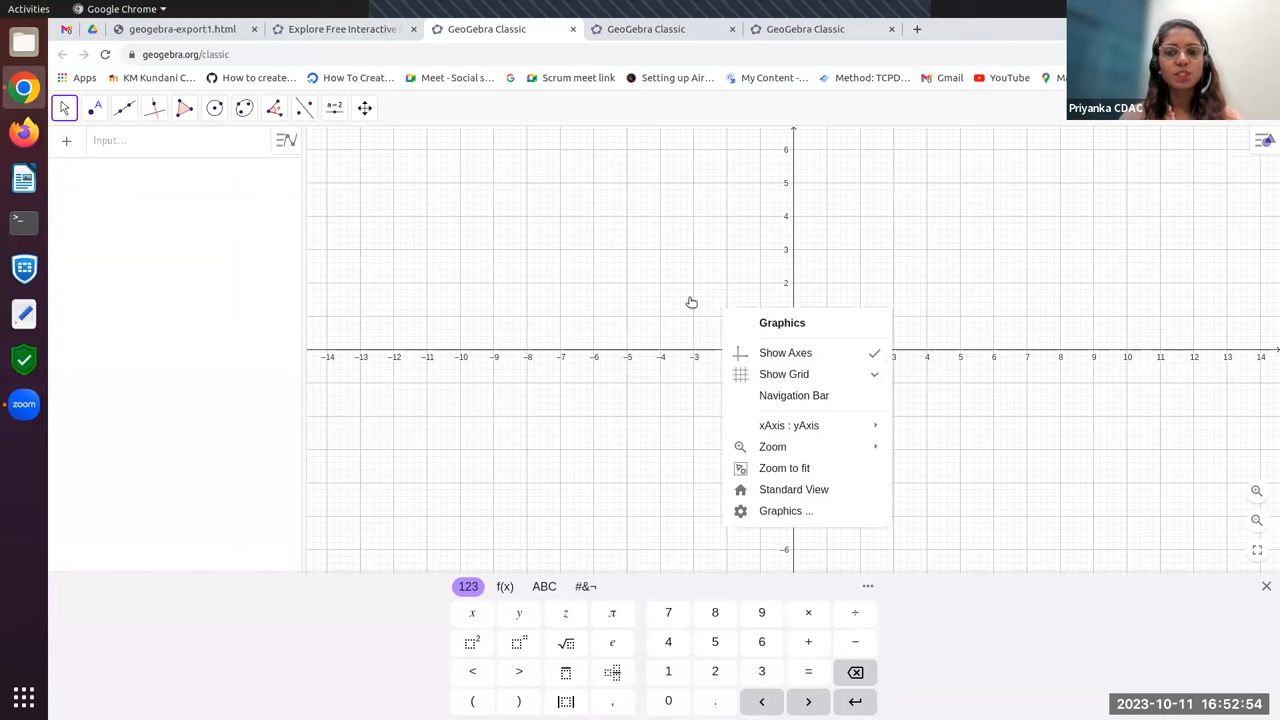 Activities
Google Chrome
geogebra-export1.html
Explore Free Interactive
GeoGebra Classic
GeoGebra Classic
GeoGebra Classic
geogebra.org/classic
Apps
KM Kundani C...
How to create...
How To Creat...
Meet - Social s...
Scrum meet link
Setting up Air...
My Content -...
Method: TCPD...
Gmail
YouTube
Ma
Priyanka CDAC
a=2
Input...
6
5
4
3
2
-14 -13 -12 -11 -10 -9 -8 -7 -6 -5 -4 -3 3 4 5 6 7 8 9 10 11 12 13 14
-6
Graphics
Show Axes
Show Grid
Navigation Bar
xAxis : yAxis
Zoom
Zoom to fit
Standard View
Graphics ...
zoom
123 f(x) ABC #&¬
x y z π 7 8 9 × ÷
□² □ √□ e 4 5 6 + −
< > 1 2 3 =
( ) |□| , 0 . < >
2023-10-11 16:52:54